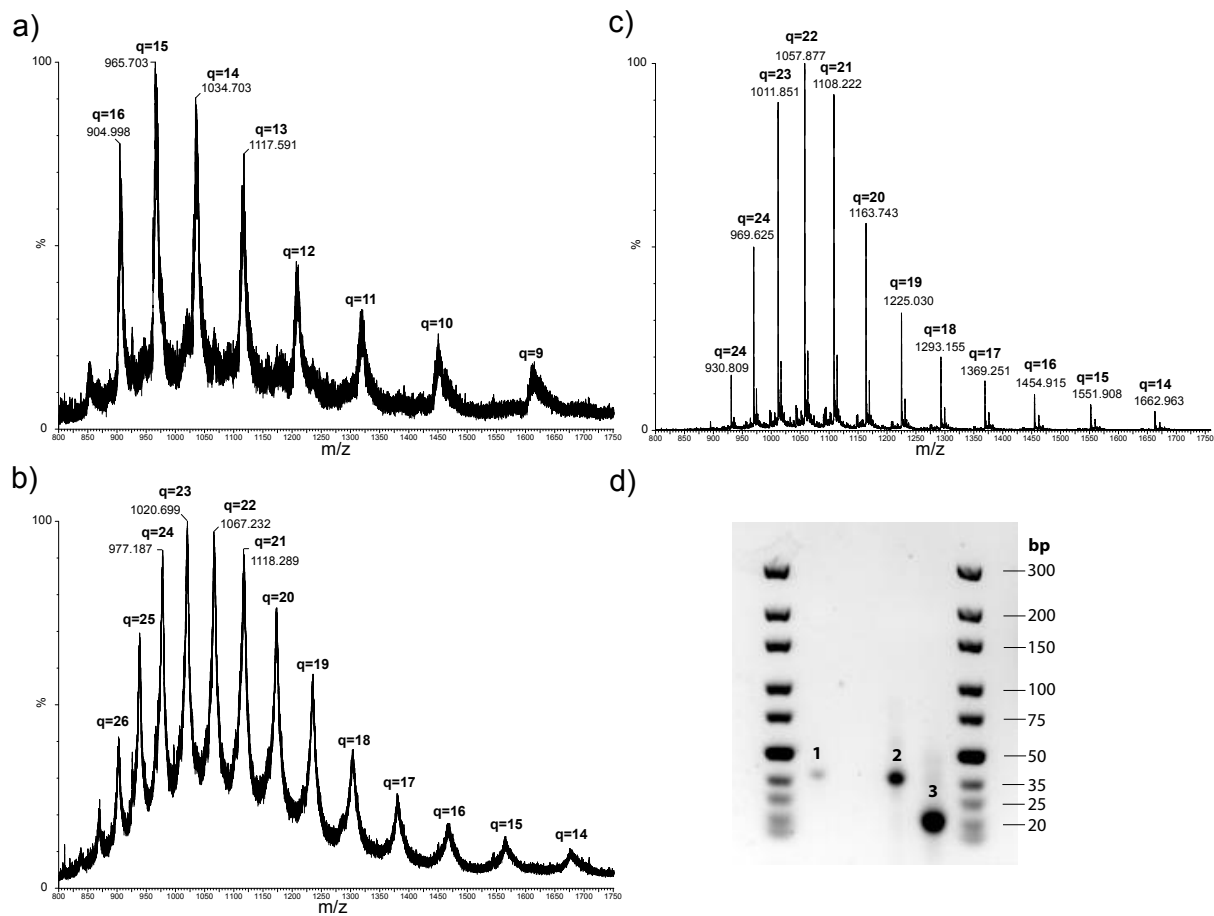 a)
q=15
965.703
q=14
1034.703
q=16
904.998
q=13
1117.591
q=12
q=11
q=10
q=9
100
%
0
800 850 900 950 1000 1050 1100 1150 1200 1250 1300 1350 1400 1450 1500 1550 1600 1650 1700 1750
m/z
b)
q=23
1020.699
q=22
1067.232
q=24
977.187
q=21
1118.289
q=20
q=25
q=19
q=26
q=18
q=17
q=16
q=15
q=14
100
%
0
800 850 900 950 1000 1050 1100 1150 1200 1250 1300 1350 1400 1450 1500 1550 1600 1650 1700 1750
m/z
c)
q=22
1057.877
q=23
1011.851
q=21
1108.222
q=20
1163.743
q=24
969.625
q=19
1225.030
q=18
1293.155
q=24
930.809
q=17
1369.251
q=16
1454.915
q=15
1551.908
q=14
1662.963
100
%
0
800 850 900 950 1000 1050 1100 1150 1200 1250 1300 1350 1400 1450 1500 1550 1600 1650 1700 1750
m/z
d)
bp
300
200
150
100
75
50
35
25
20
1
2
3